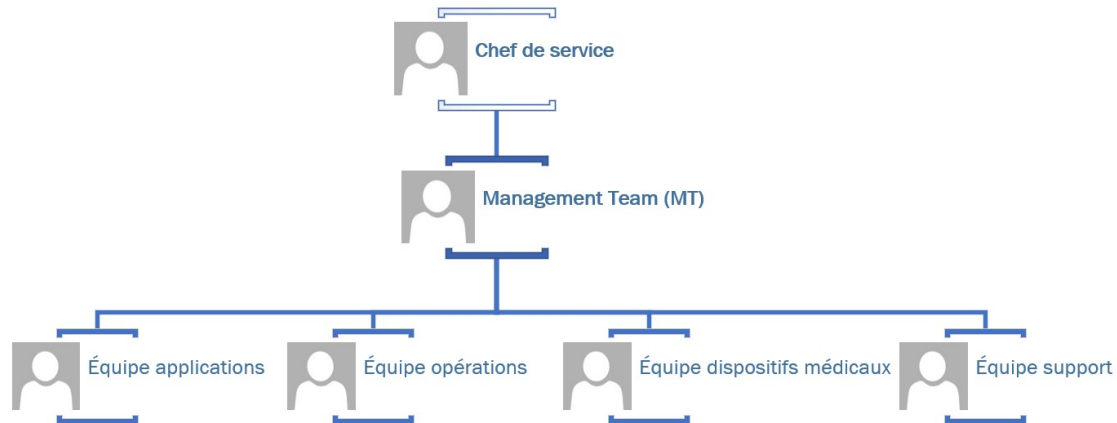 Chef de service
Management Team (MT)
Équipe applications
Équipe opérations
Équipe dispositifs médicaux
Équipe support